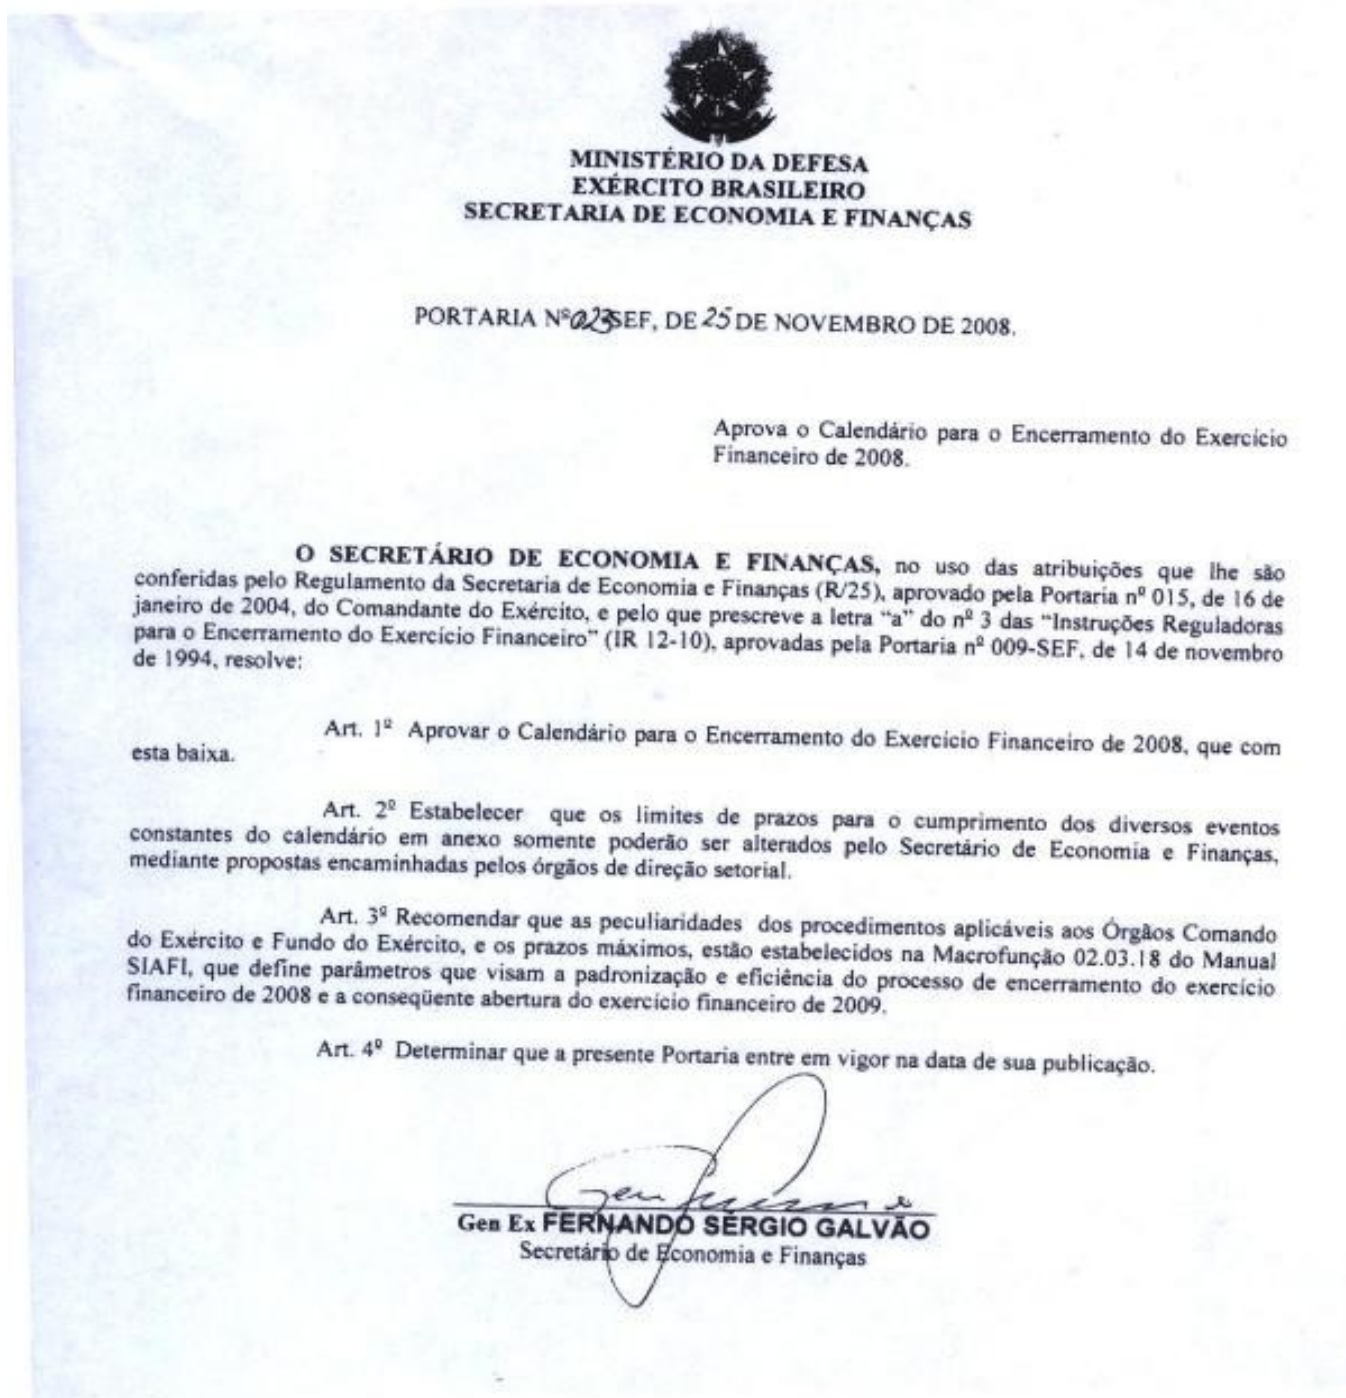 MINISTÉRIO DA DEFESA
EXÉRCITO BRASILEIRO
SECRETARIA DE ECONOMIA E FINANÇAS
PORTARIA Nº 023-SEF, DE 25 DE NOVEMBRO DE 2008.
Aprova o Calendário para o Encerramento do Exercício
Financeiro de 2008.
O SECRETÁRIO DE ECONOMIA E FINANÇAS, no uso das atribuições que lhe são
conferidas pelo Regulamento da Secretaria de Economia e Finanças (R/25), aprovado pela Portaria nº 015, de 16 de
janeiro de 2004, do Comandante do Exército, e pelo que prescreve a letra “a” do nº 3 das “Instruções Reguladoras
para o Encerramento do Exercício Financeiro” (IR 12-10), aprovadas pela Portaria nº 009-SEF, de 14 de novembro
de 1994, resolve:
Art. 1º Aprovar o Calendário para o Encerramento do Exercício Financeiro de 2008, que com
esta baixa.
Art. 2º Estabelecer que os limites de prazos para o cumprimento dos diversos eventos
constantes do calendário em anexo somente poderão ser alterados pelo Secretário de Economia e Finanças,
mediante propostas encaminhadas pelos órgãos de direção setorial.
Art. 3º Recomendar que as peculiaridades dos procedimentos aplicáveis aos Órgãos Comando
do Exército e Fundo do Exército, e os prazos máximos, estão estabelecidos na Macrofunção 02.03.18 do Manual
SIAFI, que define parâmetros que visam a padronização e eficiência do processo de encerramento do exercício
financeiro de 2008 e a conseqüente abertura do exercício financeiro de 2009.
Art. 4º Determinar que a presente Portaria entre em vigor na data de sua publicação.
Gen Ex FERNANDO SÉRGIO GALVÃO
Secretário de Economia e Finanças